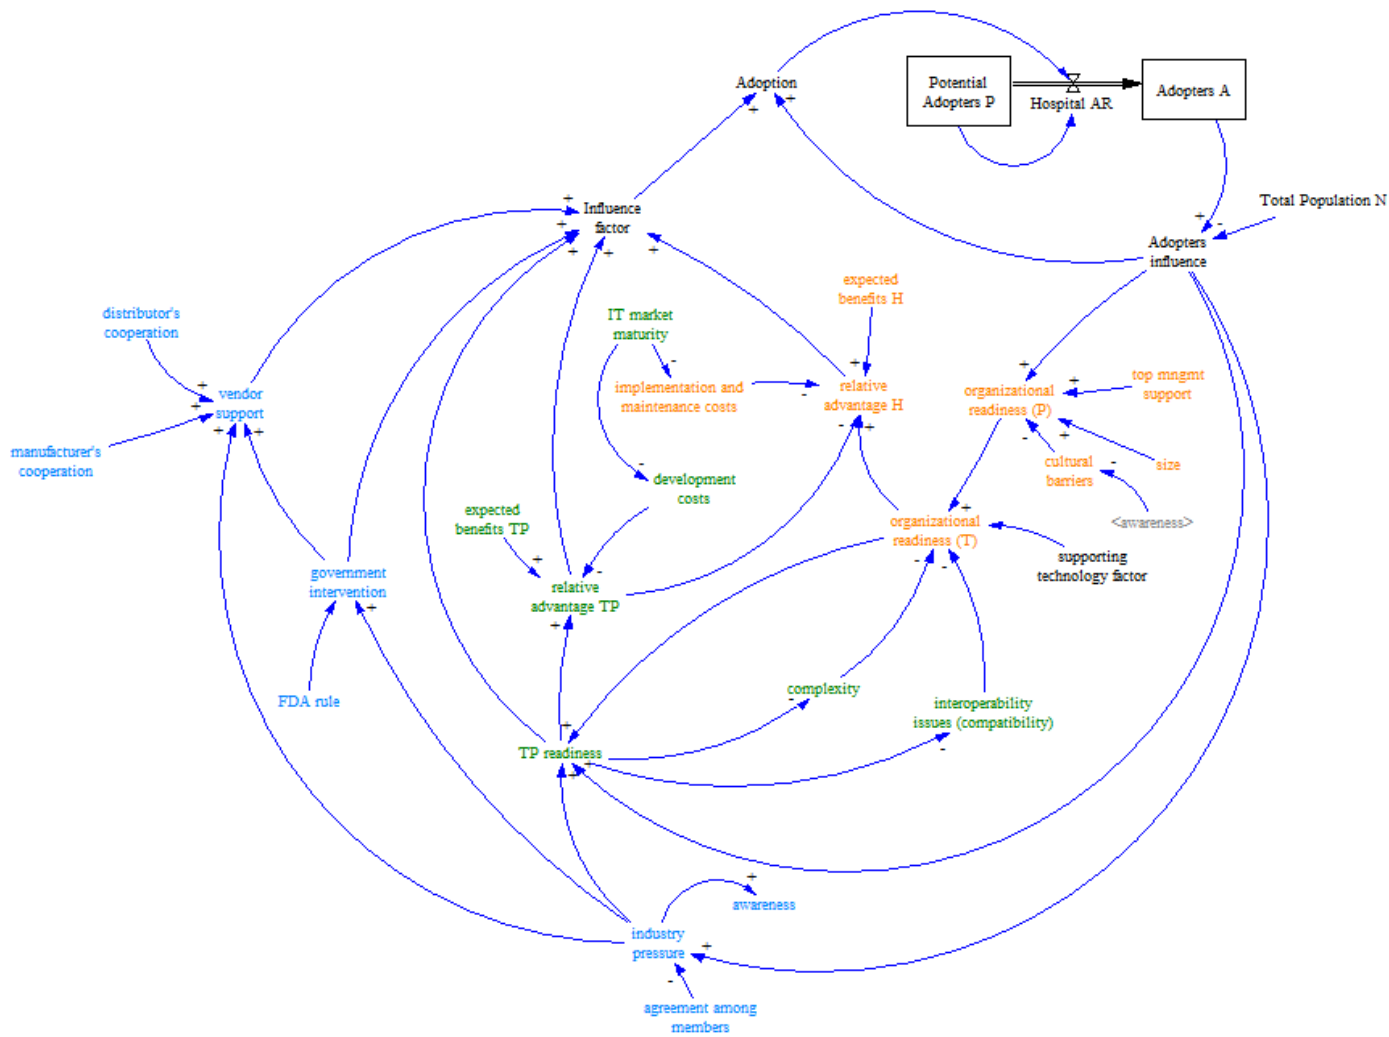 Adoption
Potential
Adopters P
Hospital AR
Adopters A
Total Population N
Influence
factor
Adopters
influence
expected
benefits H
distributor's
cooperation
IT market
maturity
vendor
support
implementation and
maintenance costs
relative
advantage H
organizational
readiness (P)
top mngmt
support
manufacturer's
cooperation
cultural
barriers
size
development
costs
expected
benefits TP
organizational
readiness (T)
<awareness>
supporting
technology factor
government
intervention
relative
advantage TP
FDA rule
complexity
interoperability
issues (compatibility)
TP readiness
awareness
industry
pressure
agreement among
members